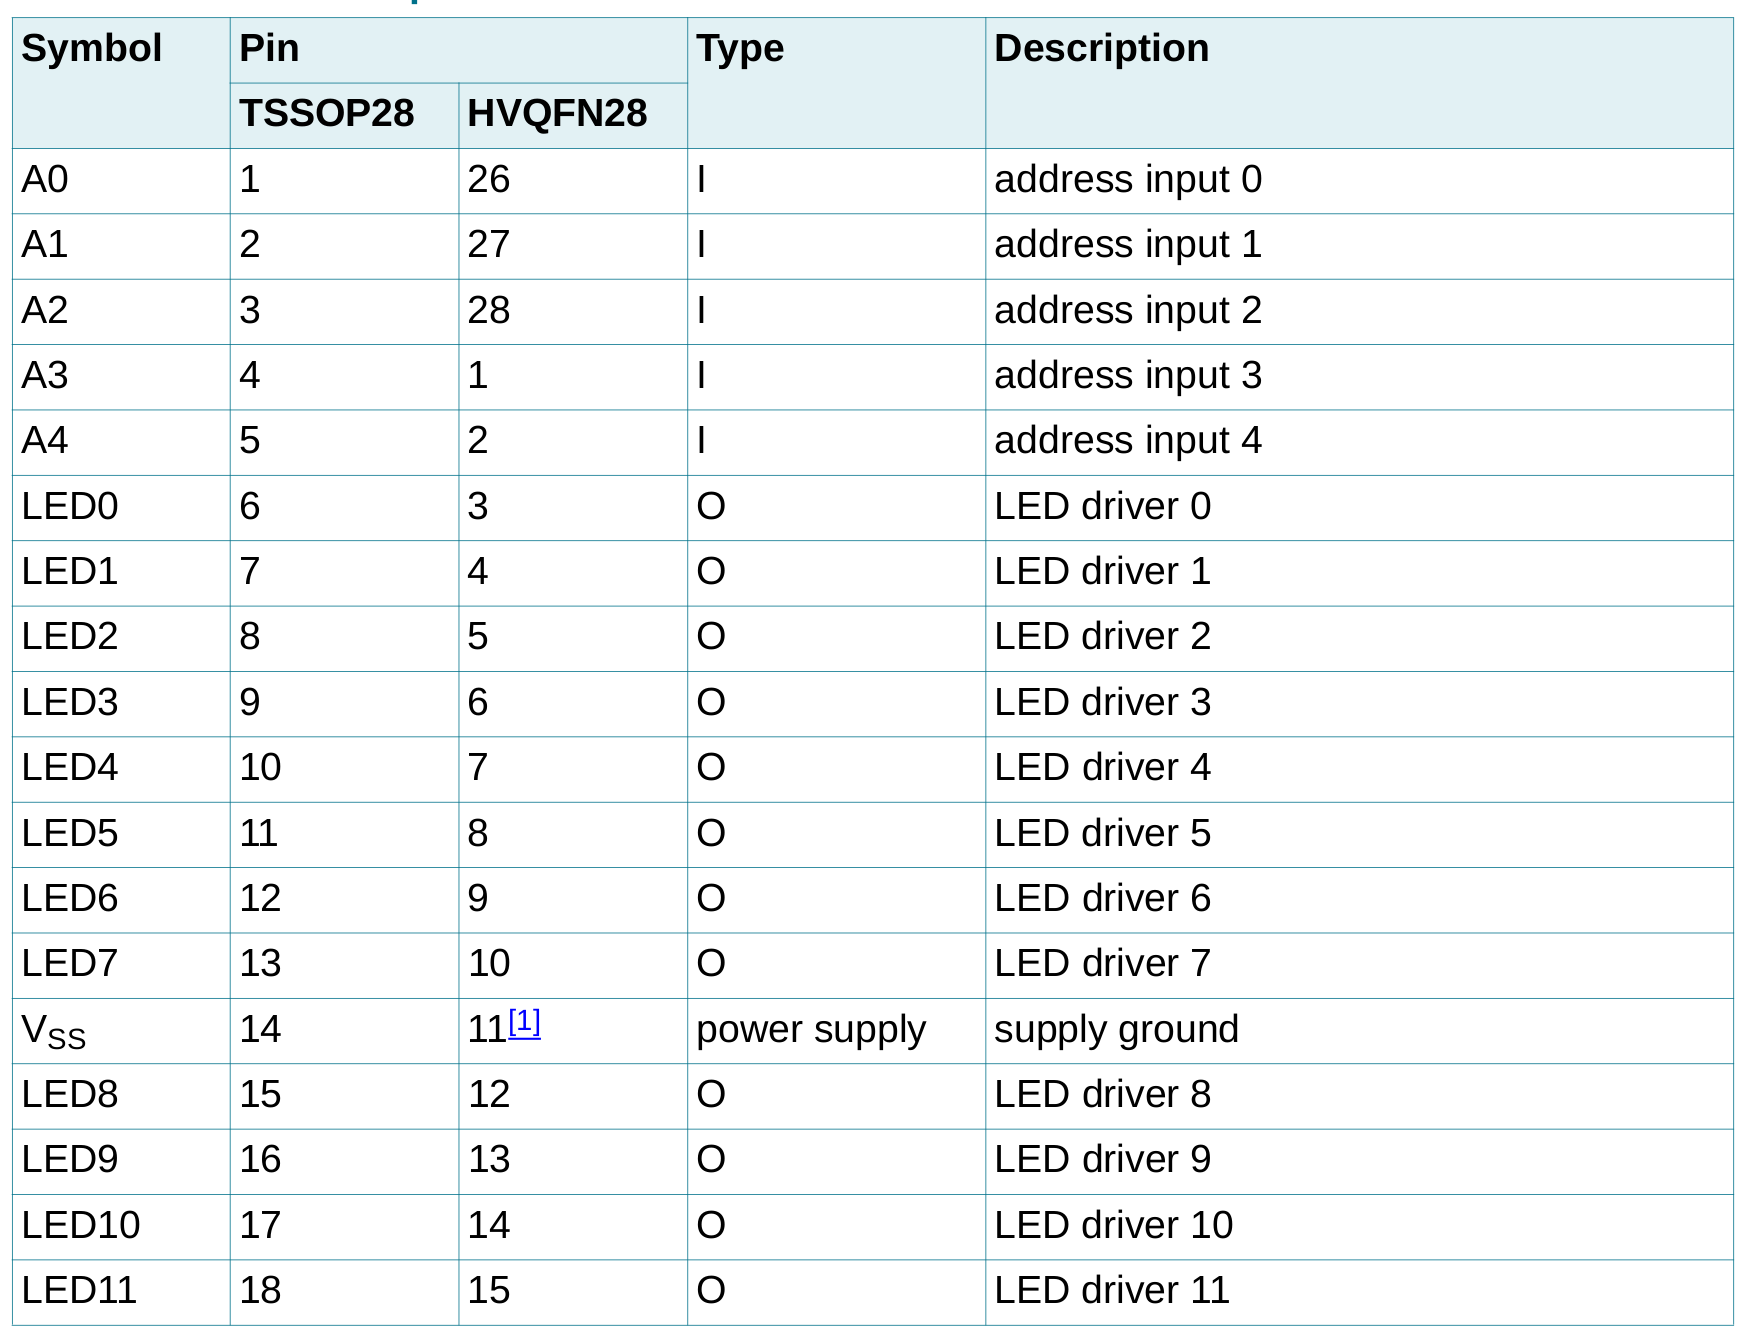 Symbol Pin Type Description
TSSOP28 HVQFN28
A0 1 26 I address input 0
A1 2 27 I address input 1
A2 3 28 I address input 2
A3 4 1 I address input 3
A4 5 2 I address input 4
LED0 6 3 O LED driver 0
LED1 7 4 O LED driver 1
LED2 8 5 O LED driver 2
LED3 9 6 O LED driver 3
LED4 10 7 O LED driver 4
LED5 11 8 O LED driver 5
LED6 12 9 O LED driver 6
LED7 13 10 O LED driver 7
VSS 14 11[1] power supply supply ground
LED8 15 12 O LED driver 8
LED9 16 13 O LED driver 9
LED10 17 14 O LED driver 10
LED11 18 15 O LED driver 11